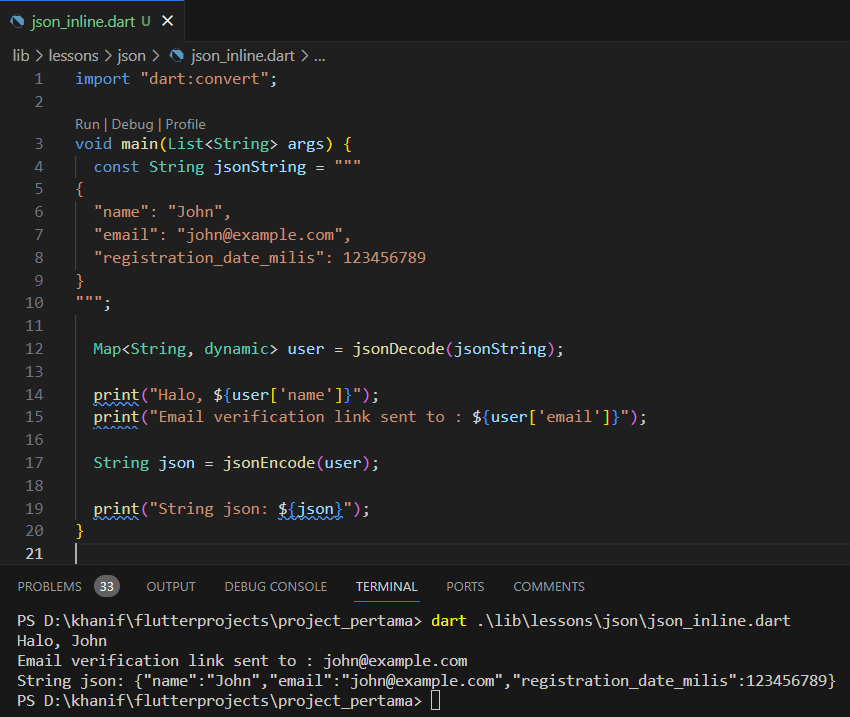 json_inline.dart U
lib > lessons > json > json_inline.dart > ...
1 import "dart:convert";
2
Run | Debug | Profile
3 void main(List<String> args) {
4   const String jsonString = """
5 {
6   "name": "John",
7   "email": "john@example.com",
8   "registration_date_milis": 123456789
9 }
10 """;
11
12   Map<String, dynamic> user = jsonDecode(jsonString);
13
14   print("Halo, ${user['name']}");
15   print("Email verification link sent to : ${user['email']}");
16
17   String json = jsonEncode(user);
18
19   print("String json: ${json}");
20 }
21
PROBLEMS 33 OUTPUT DEBUG CONSOLE TERMINAL PORTS COMMENTS
PS D:\khanif\flutterprojects\project_pertama> dart .\lib\lessons\json\json_inline.dart
Halo, John
Email verification link sent to : john@example.com
String json: {"name":"John","email":"john@example.com","registration_date_milis":123456789}
PS D:\khanif\flutterprojects\project_pertama>